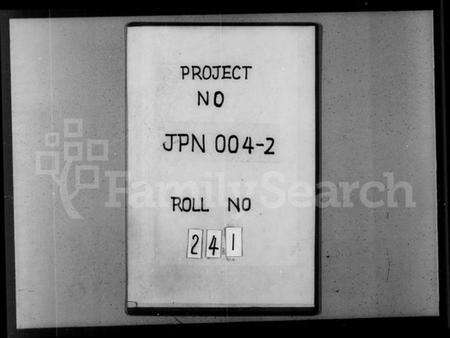 PROJECT
NO
JPN 004-2
FamilySearch
ROLL NO
241